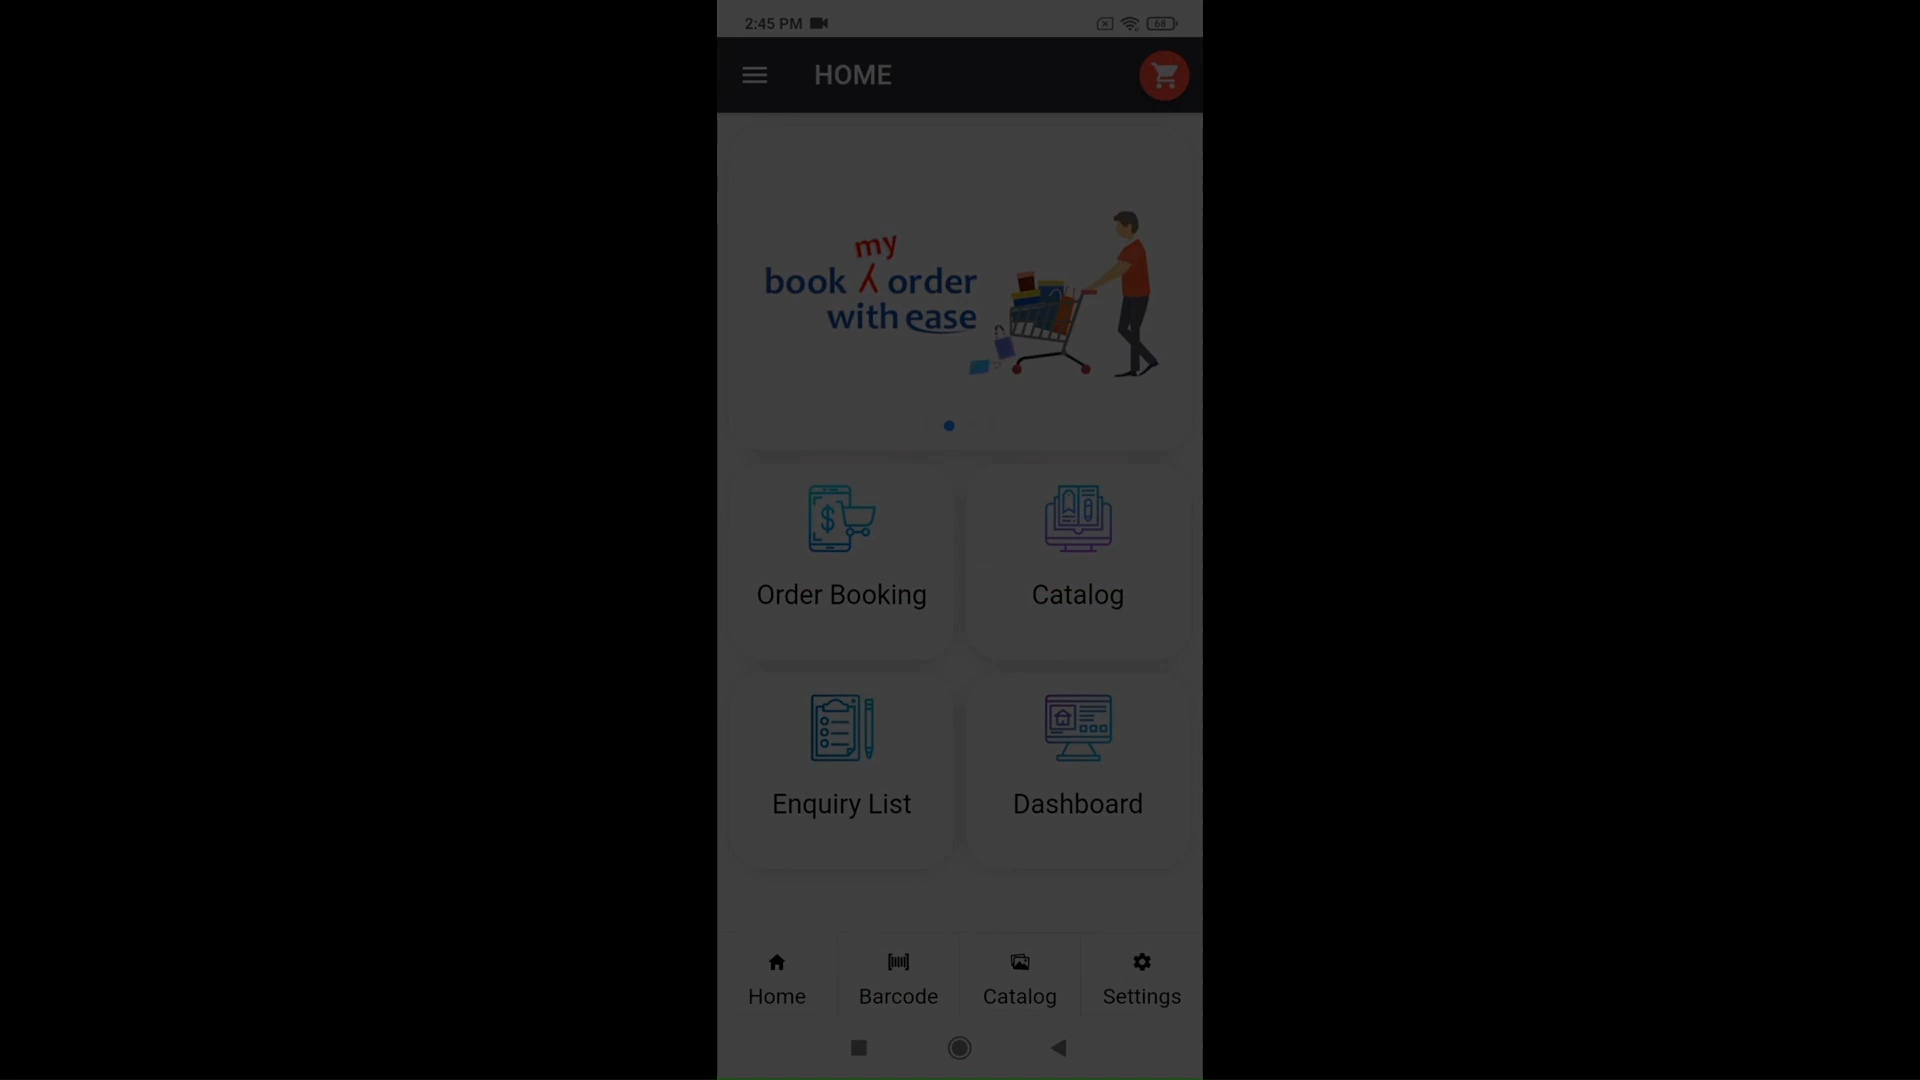 2:45 PM
68
HOME
my
book order
with ease
$
Order Booking
Catalog
Enquiry List
Dashboard
Home
Barcode
Catalog
Settings